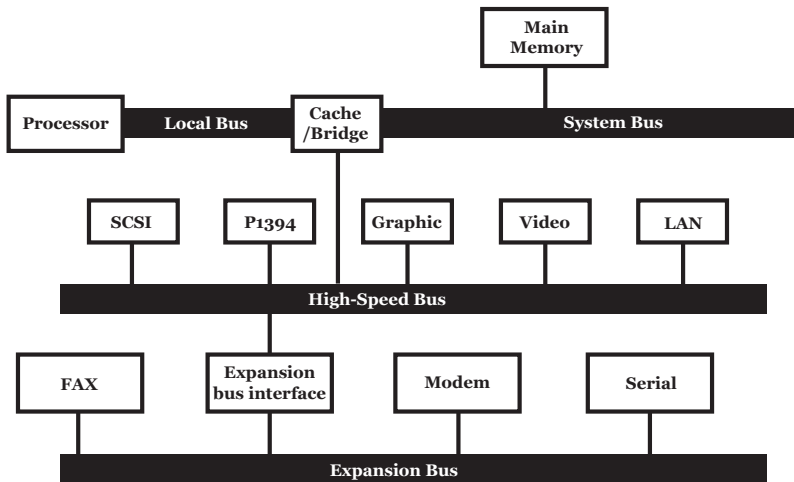 Main
Memory
Processor
Local Bus
Cache
/Bridge
System Bus
SCSI
P1394
Graphic
Video
LAN
High-Speed Bus
FAX
Expansion
bus interface
Modem
Serial
Expansion Bus